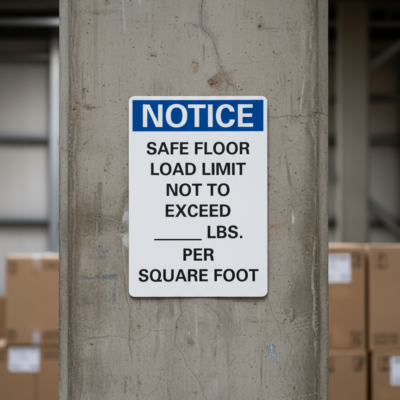 NOTICE
SAFE FLOOR
LOAD LIMIT
NOT TO
EXCEED
_____ LBS.
PER
SQUARE FOOT